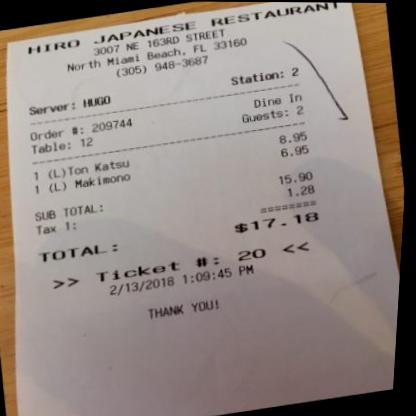 HIRO JAPANESE RESTAURANT
3007 NE 163RD STREET
North Miami Beach, FL 33160
(305) 948-3687
Station: 2
Server: HUGO
Order #: 209744 Dine In
Table: 12 Guests: 2
1 (L)Ton Katsu 8.95
1 (L) Makimono 6.95
SUB TOTAL: 15.90
Tax 1: 1.28
========
TOTAL: $17.18
>> Ticket #: 20 <<
2/13/2018 1:09:45 PM
THANK YOU!